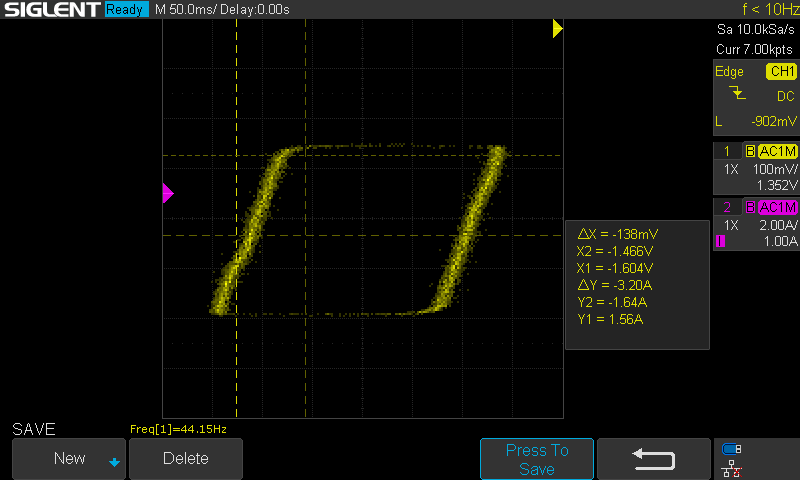 SIGLENT Ready M 50.0ms/ Delay:0.00s f < 10Hz
Sa 10.0kSa/s
Curr 7.00kpts
Edge CH1
DC
L -902mV
1 B AC1M
1X 100mV/
1.352V
2 B AC1M
1X 2.00A/
1.00A
ΔX = -138mV
X2 = -1.466V
X1 = -1.604V
ΔY = -3.20A
Y2 = -1.64A
Y1 = 1.56A
SAVE Freq[1]=44.15Hz
New Delete Press To
Save